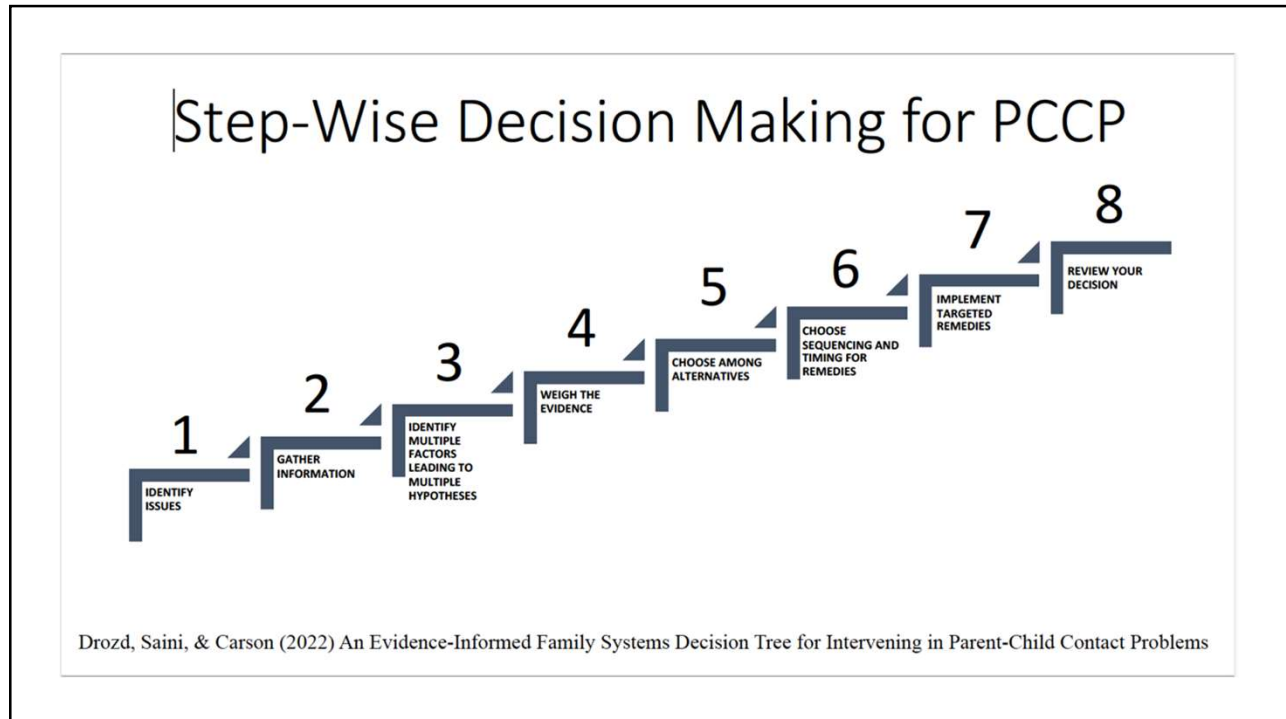 Step-Wise Decision Making for PCCP
1
IDENTIFY
ISSUES
2
GATHER
INFORMATION
3
IDENTIFY
MULTIPLE
FACTORS
LEADING TO
MULTIPLE
HYPOTHESES
4
WEIGH THE
EVIDENCE
5
CHOOSE AMONG
ALTERNATIVES
6
CHOOSE
SEQUENCING AND
TIMING FOR
REMEDIES
7
IMPLEMENT
TARGETED
REMEDIES
8
REVIEW YOUR
DECISION
Drozd, Saini, & Carson (2022) An Evidence-Informed Family Systems Decision Tree for Intervening in Parent-Child Contact Problems